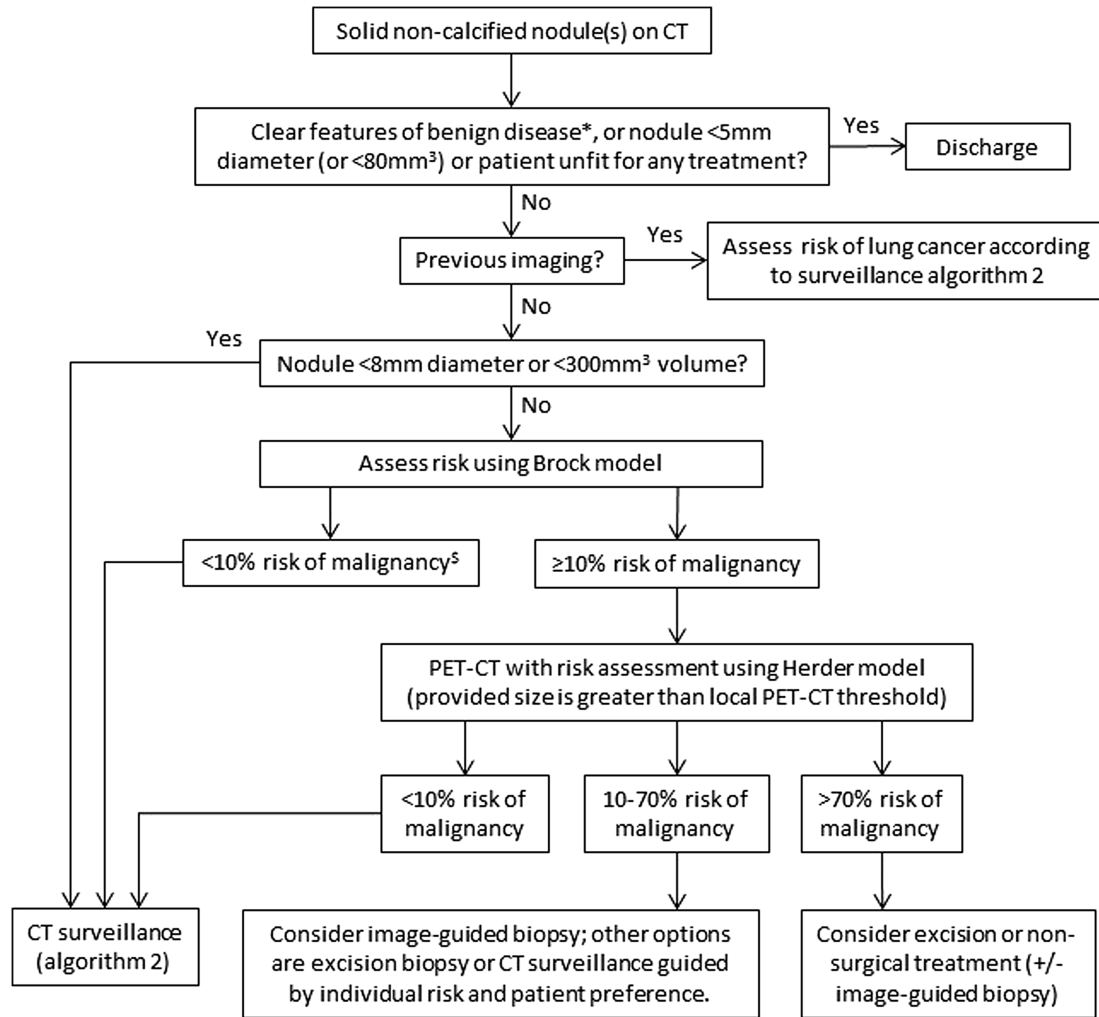 Solid non-calcified nodule(s) on CT
Clear features of benign disease*, or nodule <5mm
diameter (or <80mm³) or patient unfit for any treatment?
Yes
Discharge
No
Previous imaging?
Yes
Assess risk of lung cancer according
to surveillance algorithm 2
No
Yes
Nodule <8mm diameter or <300mm³ volume?
No
Assess risk using Brock model
<10% risk of malignancy$
≥10% risk of malignancy
PET-CT with risk assessment using Herder model
(provided size is greater than local PET-CT threshold)
<10% risk of
malignancy
10-70% risk of
malignancy
>70% risk of
malignancy
CT surveillance
(algorithm 2)
Consider image-guided biopsy; other options
are excision biopsy or CT surveillance guided
by individual risk and patient preference.
Consider excision or non-
surgical treatment (+/-
image-guided biopsy)